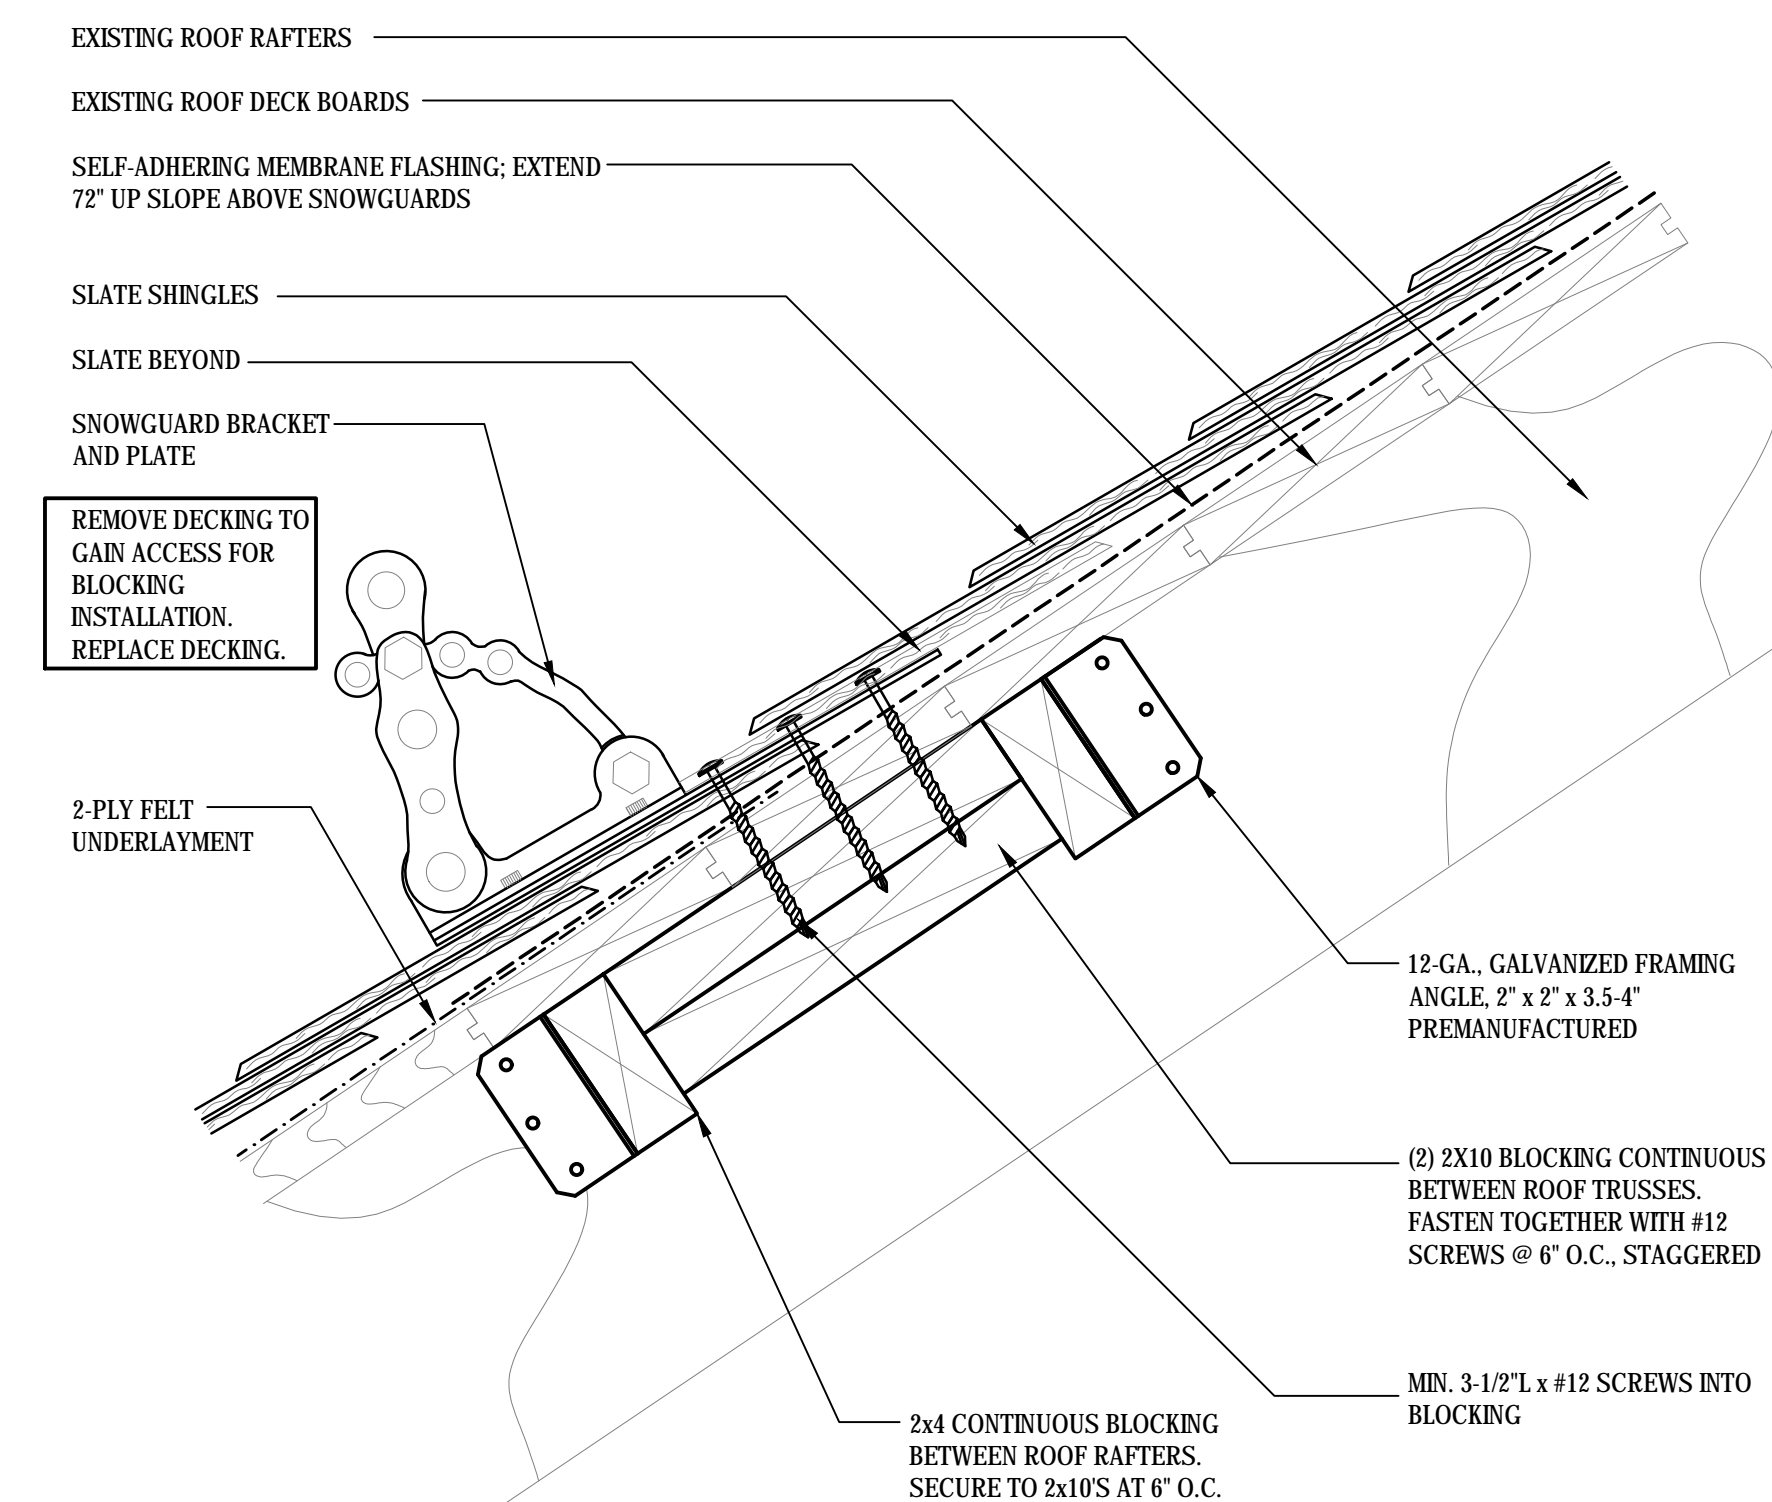 EXISTING ROOF RAFTERS
EXISTING ROOF DECK BOARDS
SELF-ADHERING MEMBRANE FLASHING; EXTEND
72" UP SLOPE ABOVE SNOWGUARDS
SLATE SHINGLES
SLATE BEYOND
SNOWGUARD BRACKET
AND PLATE
REMOVE DECKING TO
GAIN ACCESS FOR
BLOCKING
INSTALLATION.
REPLACE DECKING.
2-PLY FELT
UNDERLAYMENT
12-GA., GALVANIZED FRAMING
ANGLE, 2" x 2" x 3.5-4"
PREMANUFACTURED
(2) 2X10 BLOCKING CONTINUOUS
BETWEEN ROOF TRUSSES.
FASTEN TOGETHER WITH #12
SCREWS @ 6" O.C., STAGGERED
MIN. 3-1/2"L x #12 SCREWS INTO
BLOCKING
2x4 CONTINUOUS BLOCKING
BETWEEN ROOF RAFTERS.
SECURE TO 2x10'S AT 6" O.C.